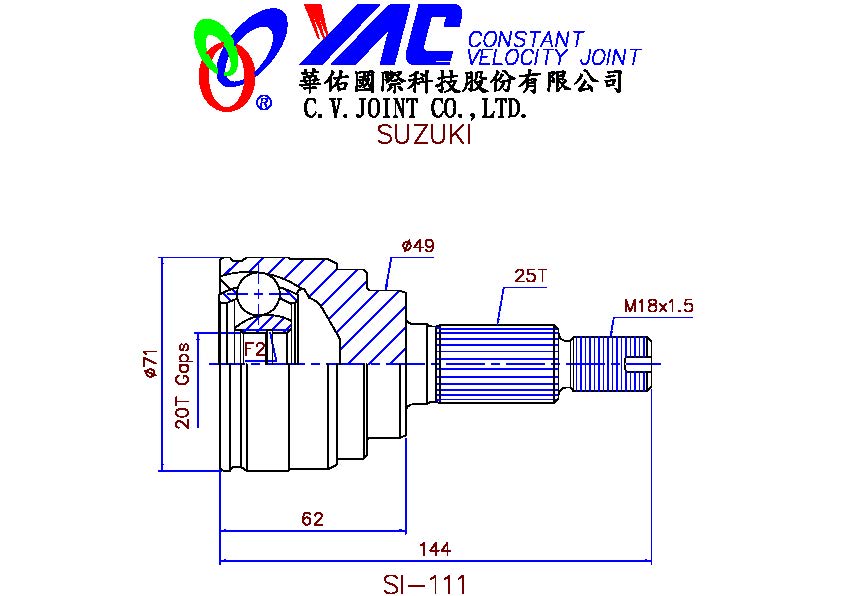 YAC CONSTANT
VELOCITY JOINT
®
華佑國際科技股份有限公司
C.V.JOINT CO.,LTD.
SUZUKI
ø49
25T
M18x1.5
ø71
20T Gaps
F2
62
144
SI-111